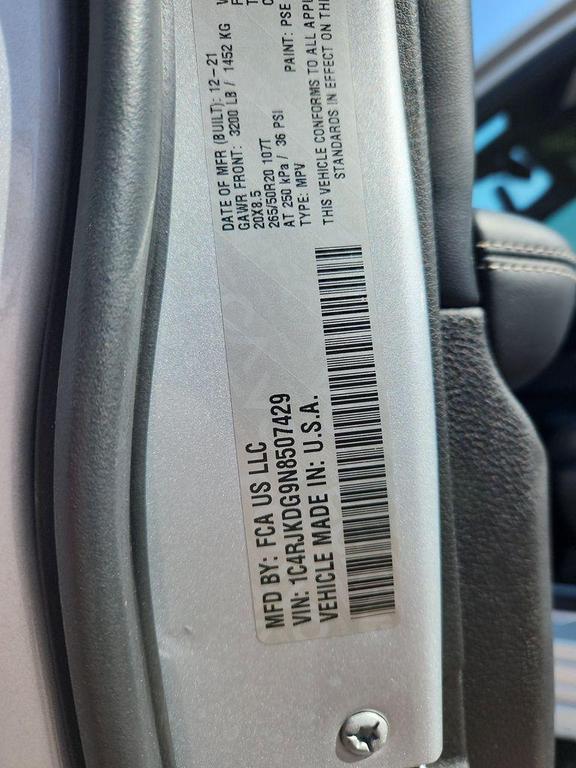 MFD BY: FCA US LLC
DATE OF MFR (BUILT): 12-21
GAWR FRONT: 3200 LB / 1452 KG
20X8.5
265/50R20 107T
AT 250 kPa / 36 PSI
TYPE: MPV
PAINT: PSE
VIN: 1C4RJKDG9N8507429
THIS VEHICLE CONFORMS TO ALL APPL
STANDARDS IN EFFECT ON TH
VEHICLE MADE IN: U.S.A.